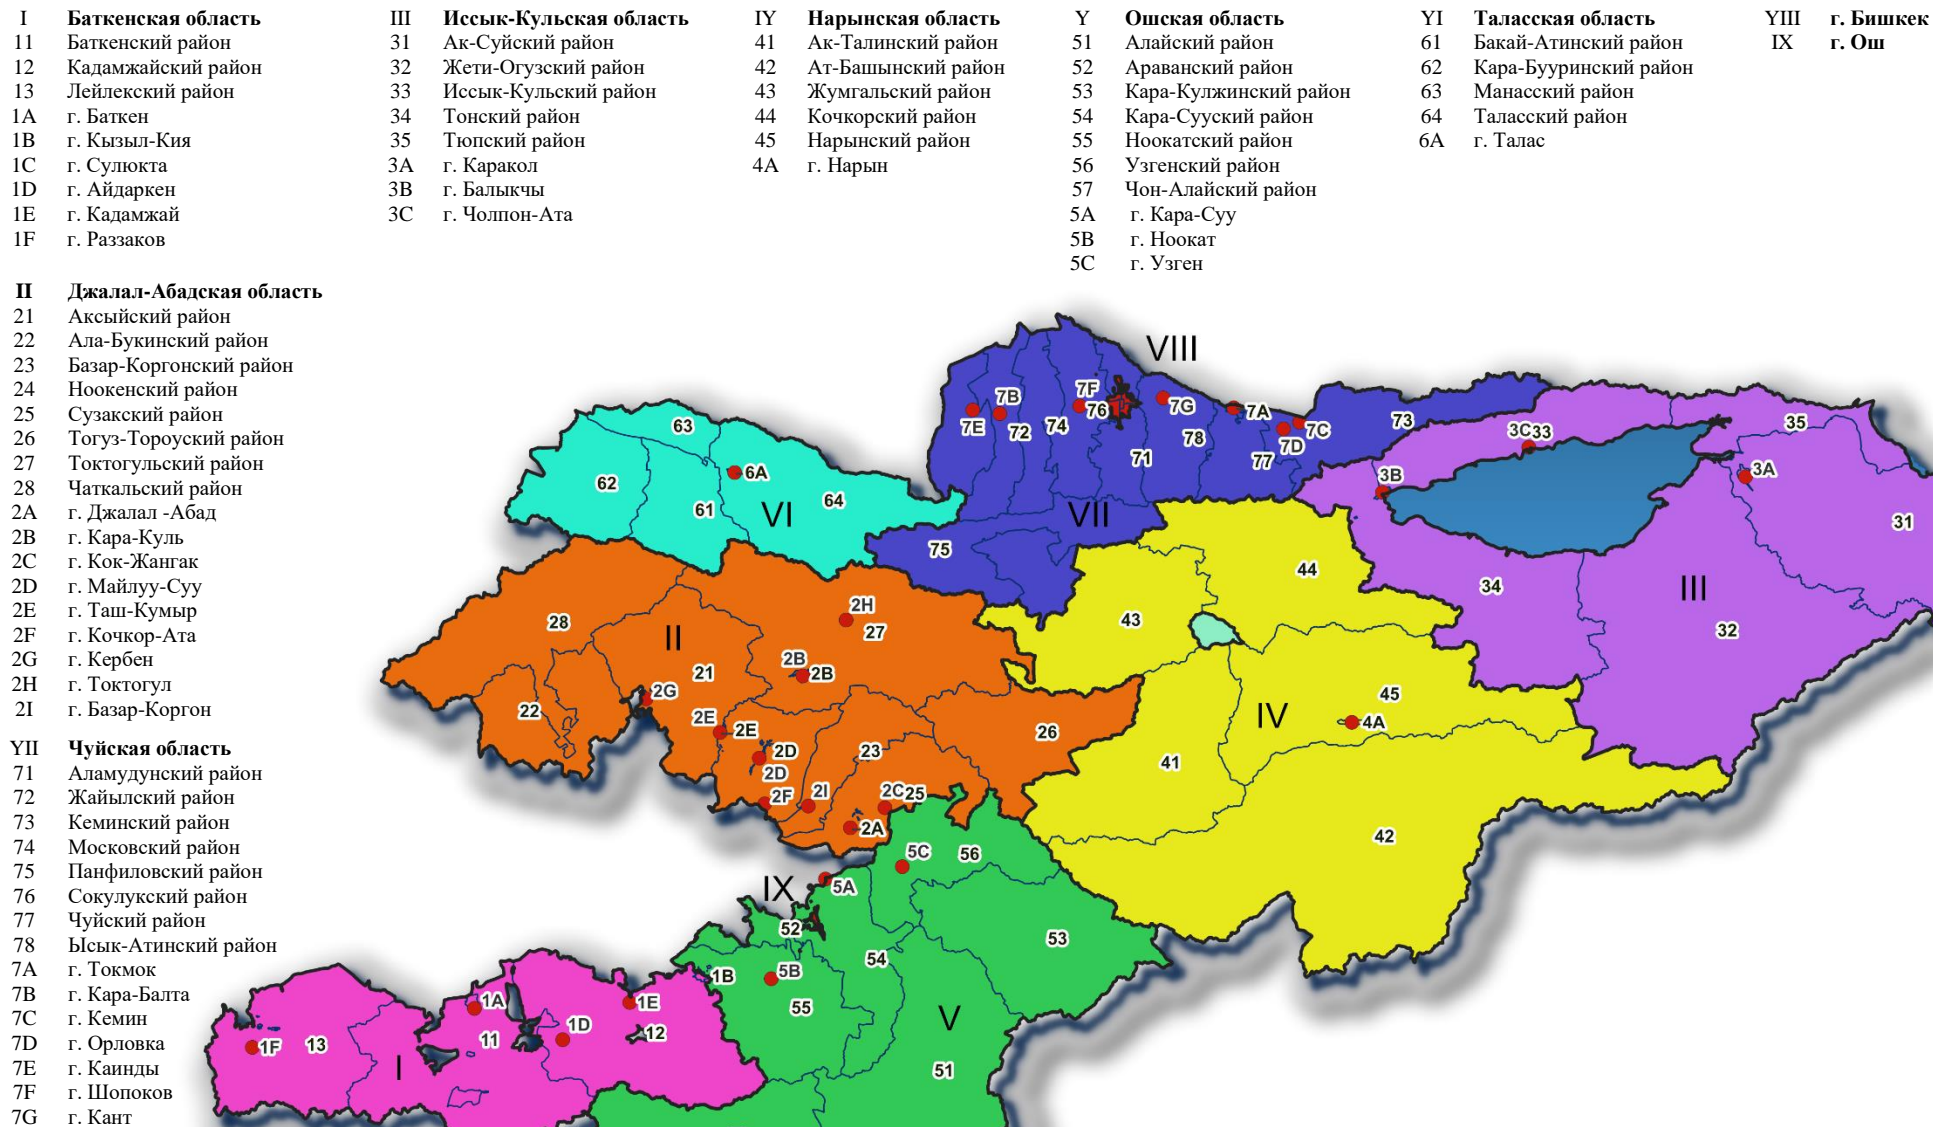 I Баткенская область
11 Баткенский район
12 Кадамжайский район
13 Лейлекский район
1A г. Баткен
1B г. Кызыл-Кия
1C г. Сулюкта
1D г. Айдаркен
1E г. Кадамжай
1F г. Раззаков
III Иссык-Кульская область
31 Ак-Суйский район
32 Жети-Огузский район
33 Иссык-Кульский район
34 Тонский район
35 Тюпский район
3A г. Каракол
3B г. Балыкчы
3C г. Чолпон-Ата
IY Нарынская область
41 Ак-Талинский район
42 Ат-Башынский район
43 Жумгальский район
44 Кочкорский район
45 Нарынский район
4A г. Нарын
Y Ошская область
51 Алайский район
52 Араванский район
53 Кара-Кулжинский район
54 Кара-Сууский район
55 Ноокатский район
56 Узгенский район
57 Чон-Алайский район
5A г. Кара-Суу
5B г. Ноокат
5C г. Узген
YI Таласская область
61 Бакай-Атинский район
62 Кара-Бууринский район
63 Манасский район
64 Таласский район
6A г. Талас
YIII г. Бишкек
IX г. Ош
II Джалал-Абадская область
21 Аксыйский район
22 Ала-Букинский район
23 Базар-Коргонский район
24 Ноокенский район
25 Сузакский район
26 Тогуз-Тороуский район
27 Токтогульский район
28 Чаткальский район
2A г. Джалал -Абад
2B г. Кара-Куль
2C г. Кок-Жангак
2D г. Майлуу-Суу
2E г. Таш-Кумыр
2F г. Кочкор-Ата
2G г. Кербен
2H г. Токтогул
2I г. Базар-Коргон
YII Чуйская область
71 Аламудунский район
72 Жайылский район
73 Кеминский район
74 Московский район
75 Панфиловский район
76 Сокулукский район
77 Чуйский район
78 Ысык-Атинский район
7A г. Токмок
7B г. Кара-Балта
7C г. Кемин
7D г. Орловка
7E г. Каинды
7F г. Шопоков
7G г. Кант
VIII
7E
7B
72
74
7F
76
71
7G
78
7A
77
7D
7C
73
VII
75
63
62
61
6A
VI
64
3C
33
35
3B
3A
31
34
III
32
44
43
45
IV
4A
41
42
28
II
2H
27
21
2B
2B
2G
22
2E
2E
2D
2D
23
26
2F
2I
2C
25
2A
5C
56
IX
5A
52
53
54
1B
5B
55
V
51
1A
1E
1D
12
11
13
1F
I